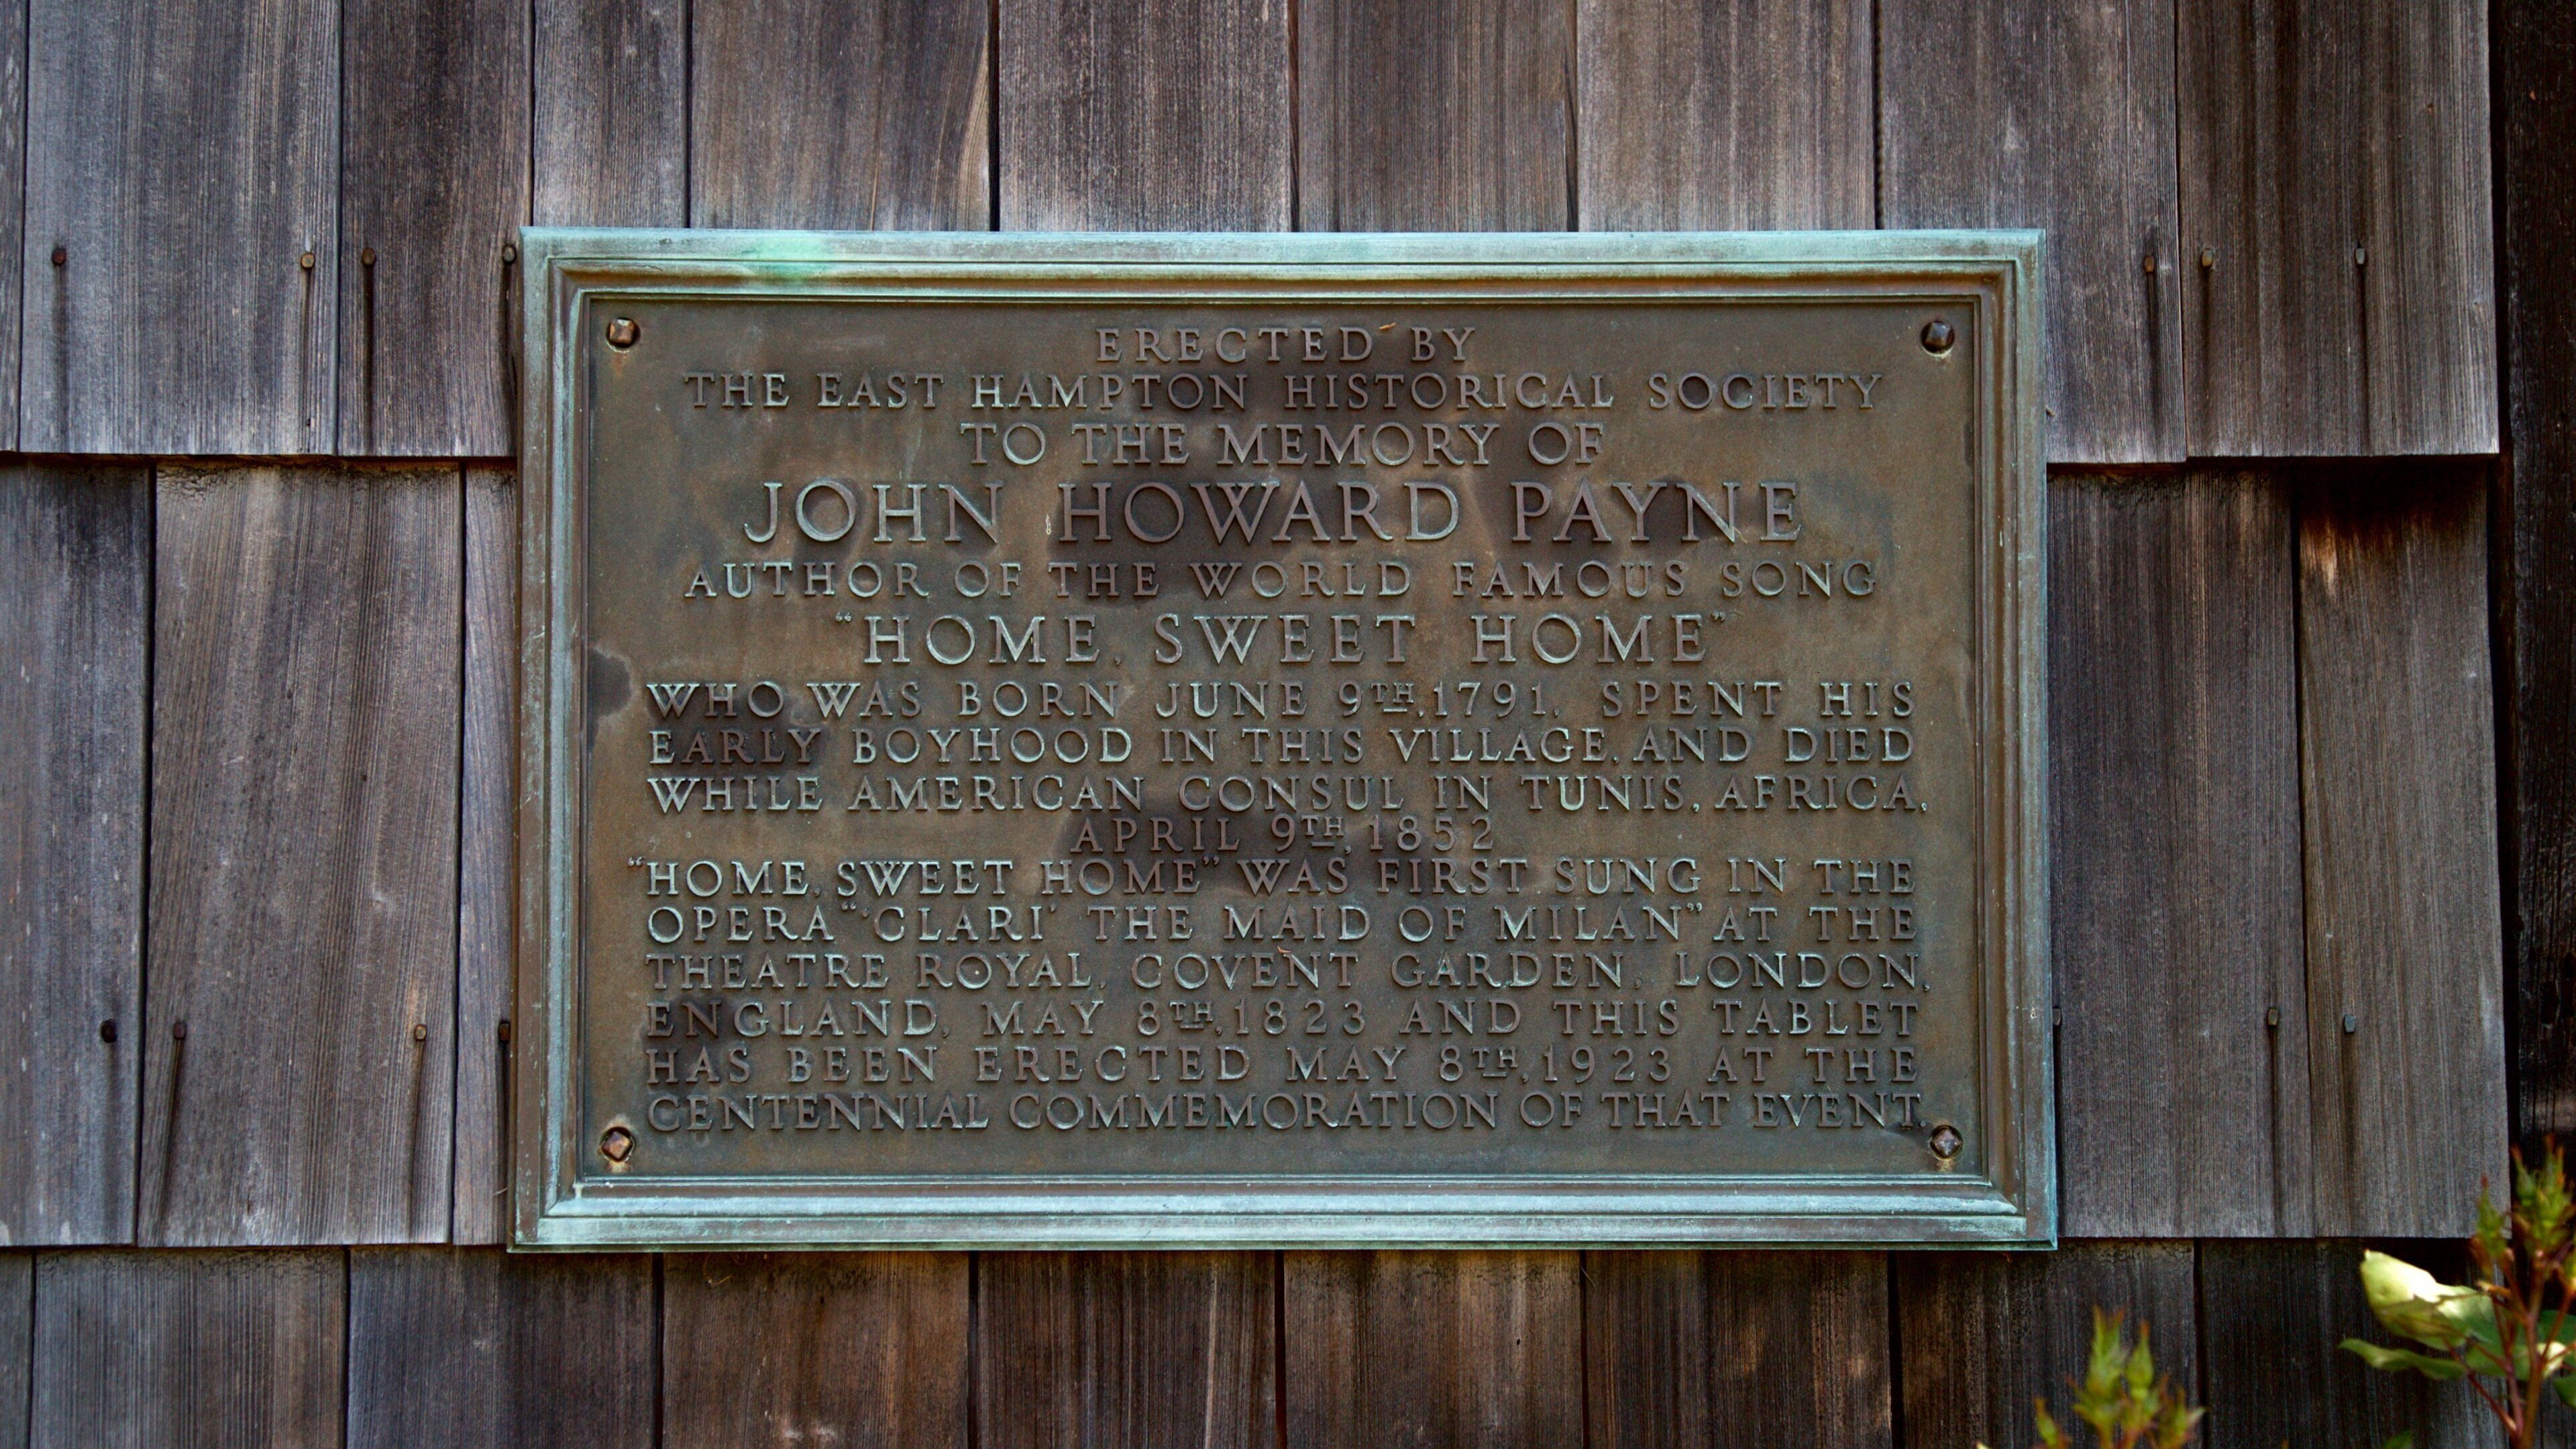 ERECTED BY
THE EAST HAMPTON HISTORICAL SOCIETY
TO THE MEMORY OF
JOHN HOWARD PAYNE
AUTHOR OF THE WORLD FAMOUS SONG
“HOME, SWEET HOME”
WHO WAS BORN JUNE 9TH, 1791, SPENT HIS
EARLY BOYHOOD IN THIS VILLAGE, AND DIED
WHILE AMERICAN CONSUL IN TUNIS, AFRICA,
APRIL 9TH, 1852
“HOME, SWEET HOME” WAS FIRST SUNG IN THE
OPERA “‘CLARI’ THE MAID OF MILAN” AT THE
THEATRE ROYAL, COVENT GARDEN, LONDON,
ENGLAND, MAY 8TH, 1823 AND THIS TABLET
HAS BEEN ERECTED MAY 8TH, 1923 AT THE
CENTENNIAL COMMEMORATION OF THAT EVENT.